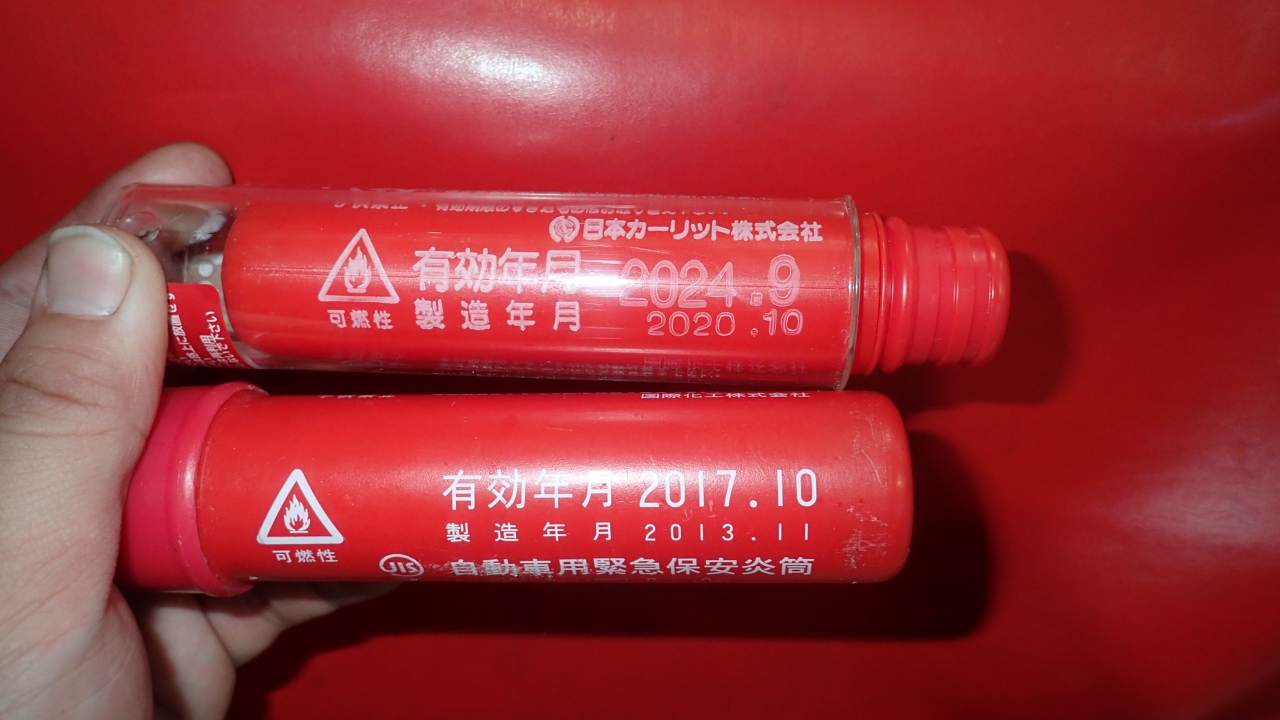 日本カーリット株式会社
有効年月 2024.9
製造年月 2020.10
可燃性
国際化工株式会社
有効年月 2017.10
製造年月 2013.11
可燃性
JIS 自動車用緊急保安炎筒